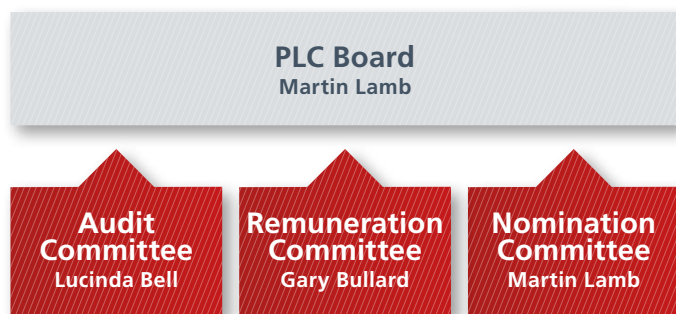 PLC Board
Martin Lamb
Audit
Committee
Lucinda Bell
Remuneration
Committee
Gary Bullard
Nomination
Committee
Martin Lamb